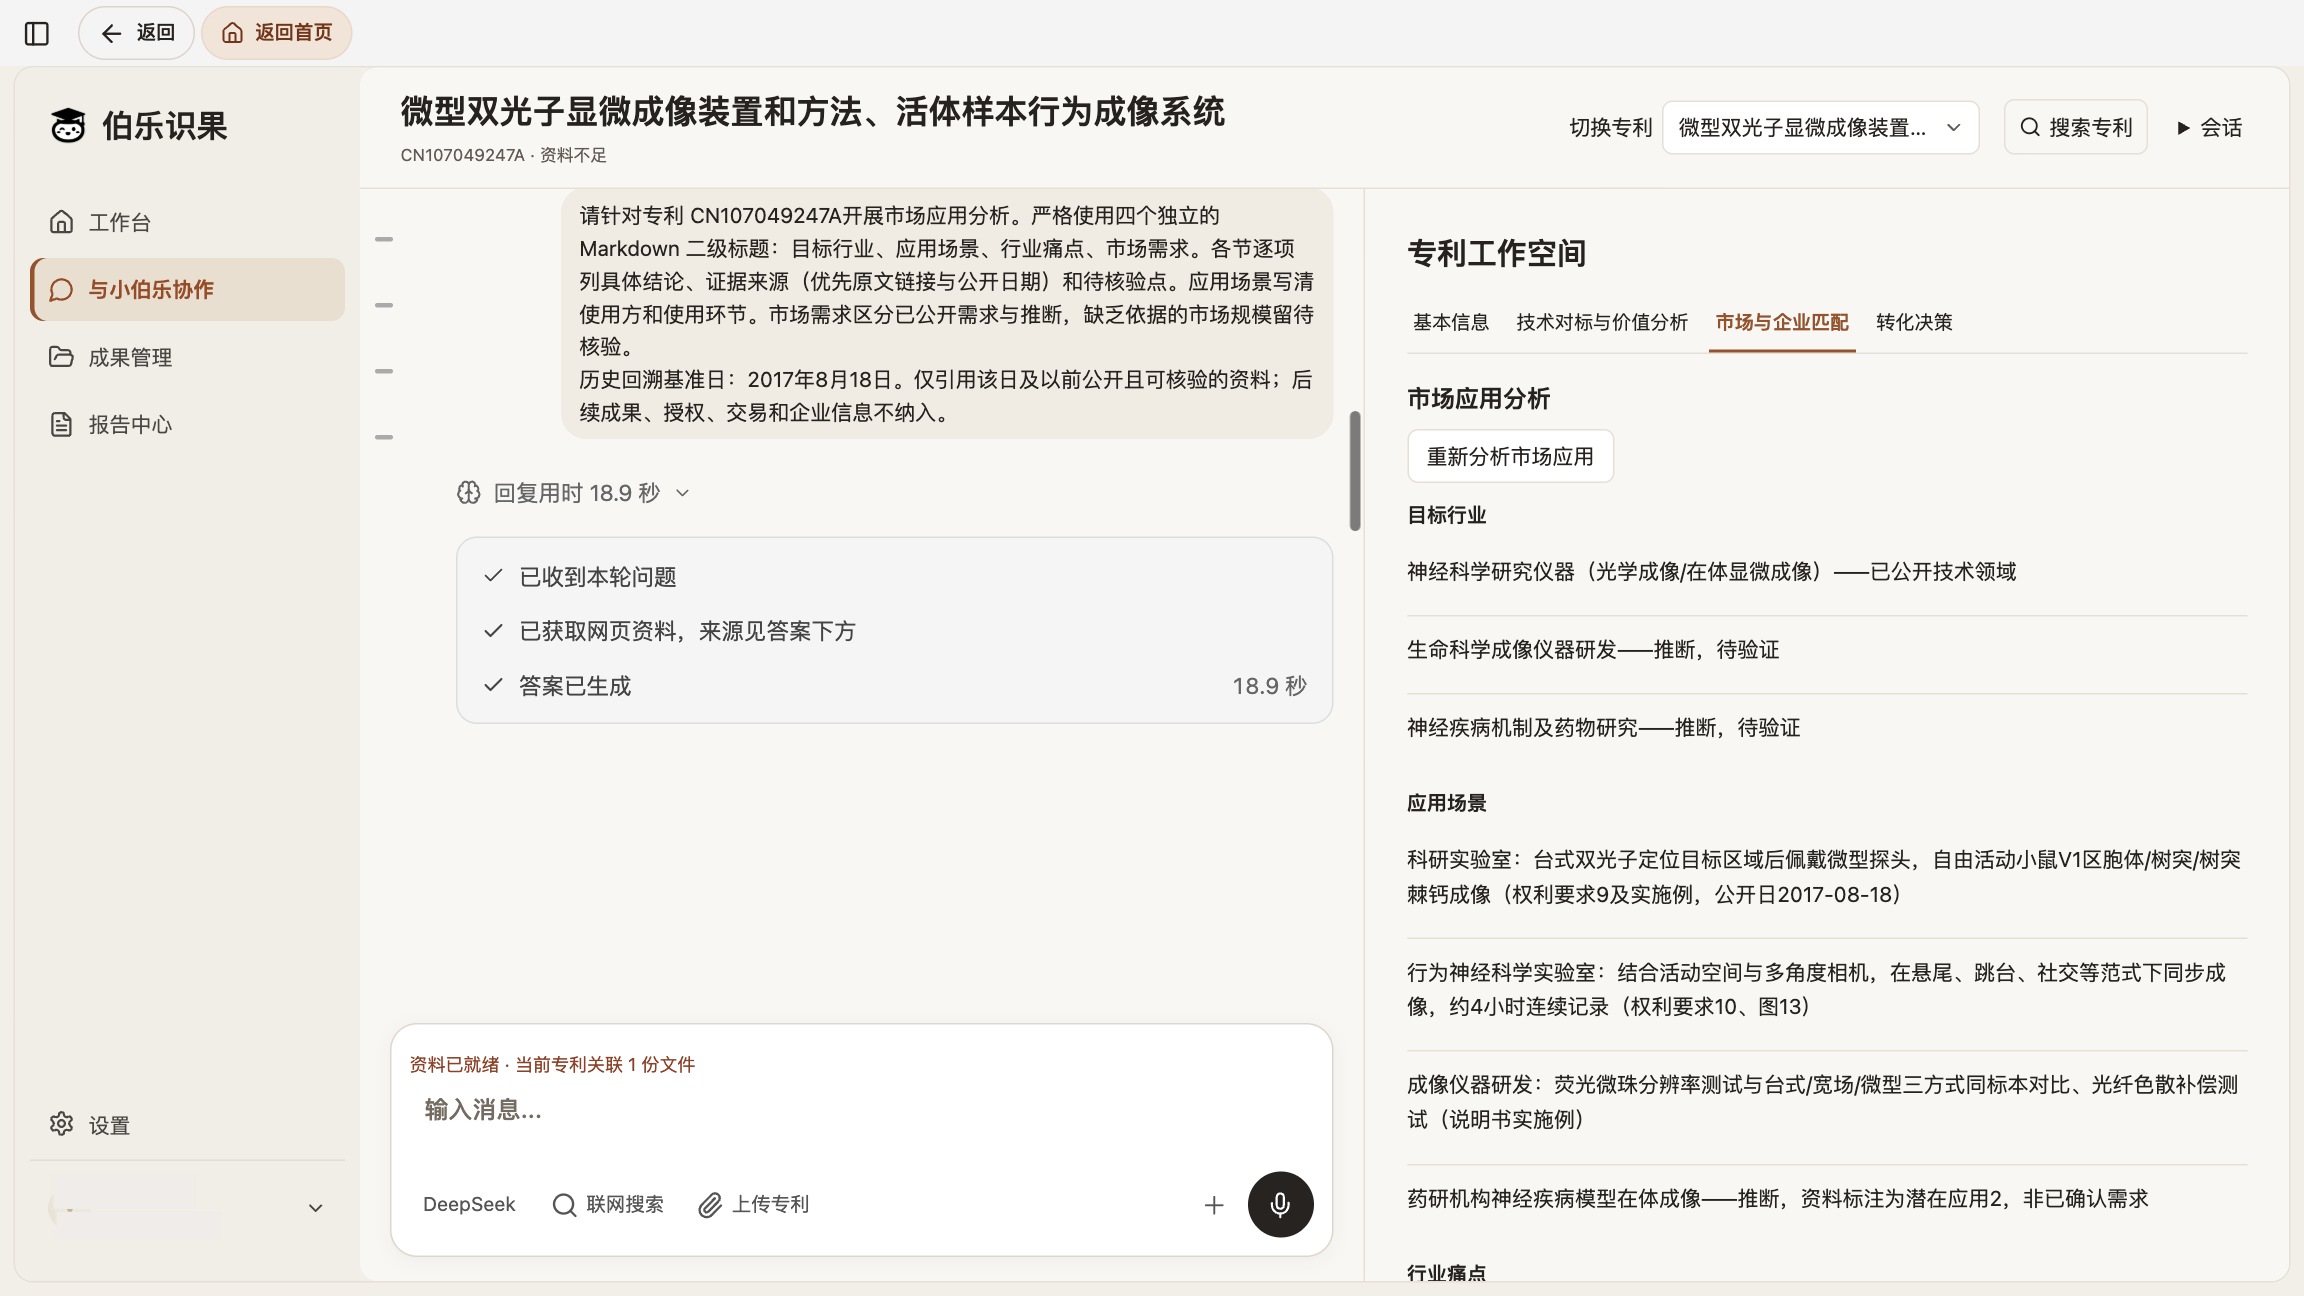 返回
返回首页
伯乐识果
工作台
与小伯乐协作
成果管理
报告中心
设置
微型双光子显微成像装置和方法、活体样本行为成像系统
CN107049247A · 资料不足
切换专利
微型双光子显微成像装置...
搜索专利
会话
请针对专利 CN107049247A开展市场应用分析。严格使用四个独立的
Markdown 二级标题：目标行业、应用场景、行业痛点、市场需求。各节逐项
列具体结论、证据来源（优先原文链接与公开日期）和待核验点。应用场景写清
使用方和使用环节。市场需求区分已公开需求与推断，缺乏依据的市场规模留待
核验。
历史回溯基准日：2017年8月18日。仅引用该日及以前公开且可核验的资料；后
续成果、授权、交易和企业信息不纳入。
回复用时 18.9 秒
已收到本轮问题
已获取网页资料，来源见答案下方
答案已生成
18.9 秒
资料已就绪 · 当前专利关联 1 份文件
输入消息...
DeepSeek
联网搜索
上传专利
专利工作空间
基本信息
技术对标与价值分析
市场与企业匹配
转化决策
市场应用分析
重新分析市场应用
目标行业
神经科学研究仪器（光学成像/在体显微成像）——已公开技术领域
生命科学成像仪器研发——推断，待验证
神经疾病机制及药物研究——推断，待验证
应用场景
科研实验室：台式双光子定位目标区域后佩戴微型探头，自由活动小鼠V1区胞体/树突/树突
棘钙成像（权利要求9及实施例，公开日2017-08-18）
行为神经科学实验室：结合活动空间与多角度相机，在悬尾、跳台、社交等范式下同步成
像，约4小时连续记录（权利要求10、图13）
成像仪器研发：荧光微珠分辨率测试与台式/宽场/微型三方式同标本对比、光纤色散补偿测
试（说明书实施例）
药研机构神经疾病模型在体成像——推断，资料标注为潜在应用2，非已确认需求
行业痛点